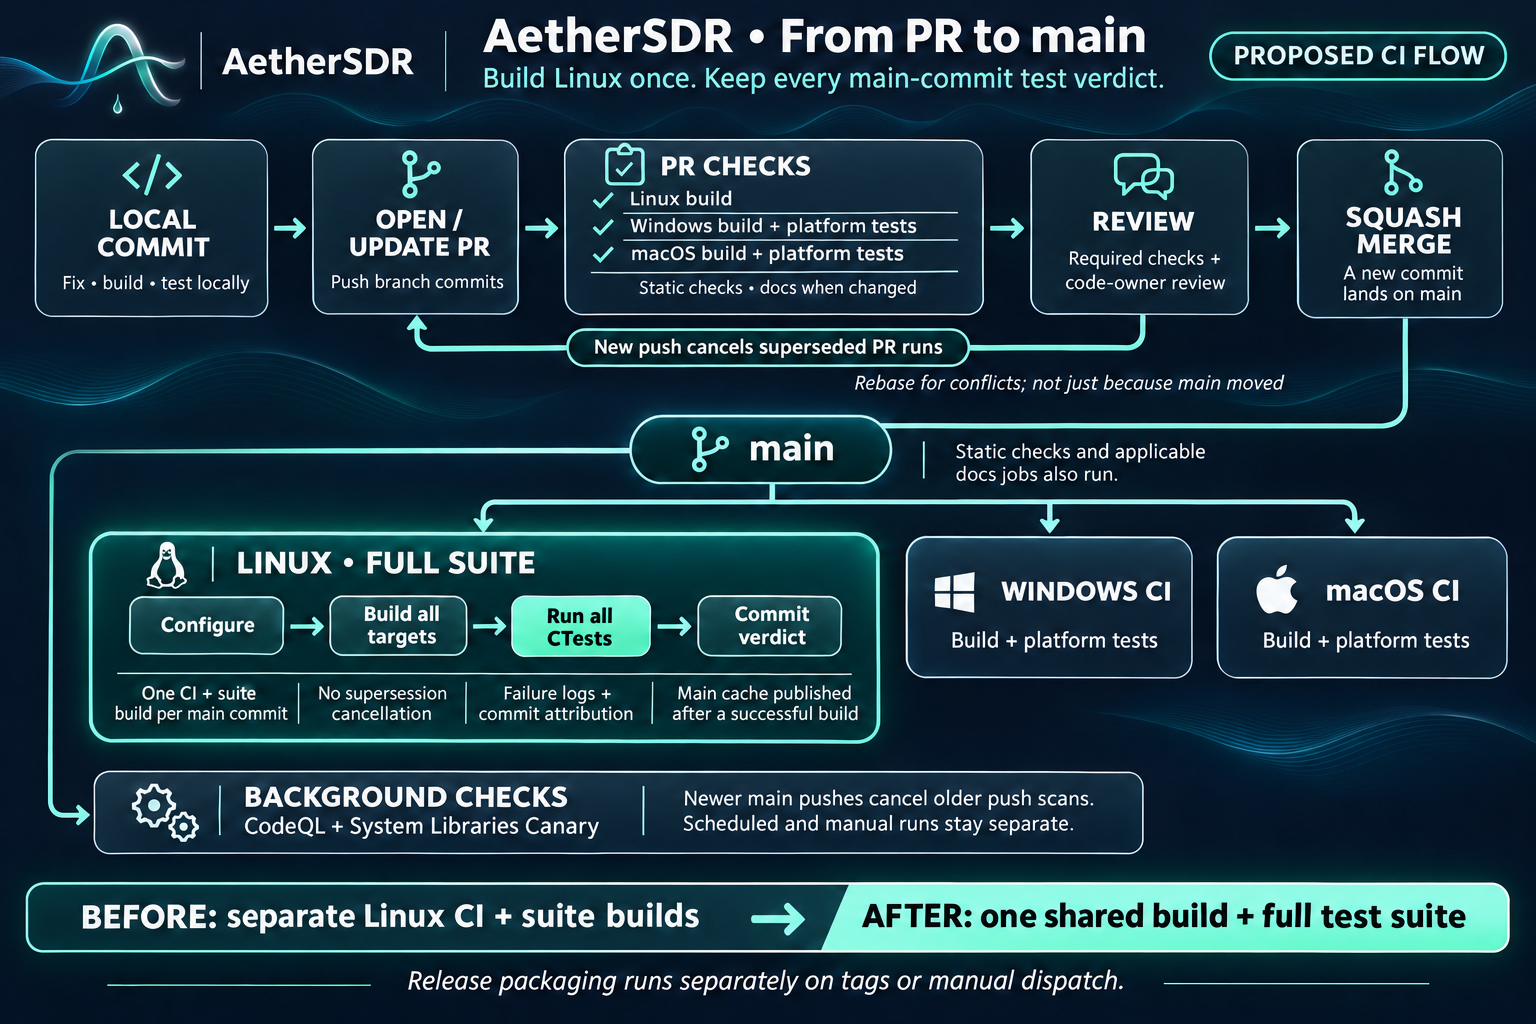 AetherSDR
AetherSDR • From PR to main
Build Linux once. Keep every main-commit test verdict.
PROPOSED CI FLOW
</>
LOCAL
COMMIT
Fix • build • test locally
OPEN /
UPDATE PR
Push branch commits
PR CHECKS
Linux build
Windows build + platform tests
macOS build + platform tests
Static checks • docs when changed
REVIEW
Required checks +
code-owner review
SQUASH
MERGE
A new commit
lands on main
New push cancels superseded PR runs
Rebase for conflicts; not just because main moved
main
Static checks and applicable
docs jobs also run.
LINUX • FULL SUITE
Configure
Build all
targets
Run all
CTests
Commit
verdict
One CI + suite
build per main commit
No supersession
cancellation
Failure logs +
commit attribution
Main cache published
after a successful build
WINDOWS CI
Build + platform tests
macOS CI
Build + platform tests
BACKGROUND CHECKS
CodeQL + System Libraries Canary
Newer main pushes cancel older push scans.
Scheduled and manual runs stay separate.
BEFORE: separate Linux CI + suite builds
AFTER: one shared build + full test suite
Release packaging runs separately on tags or manual dispatch.